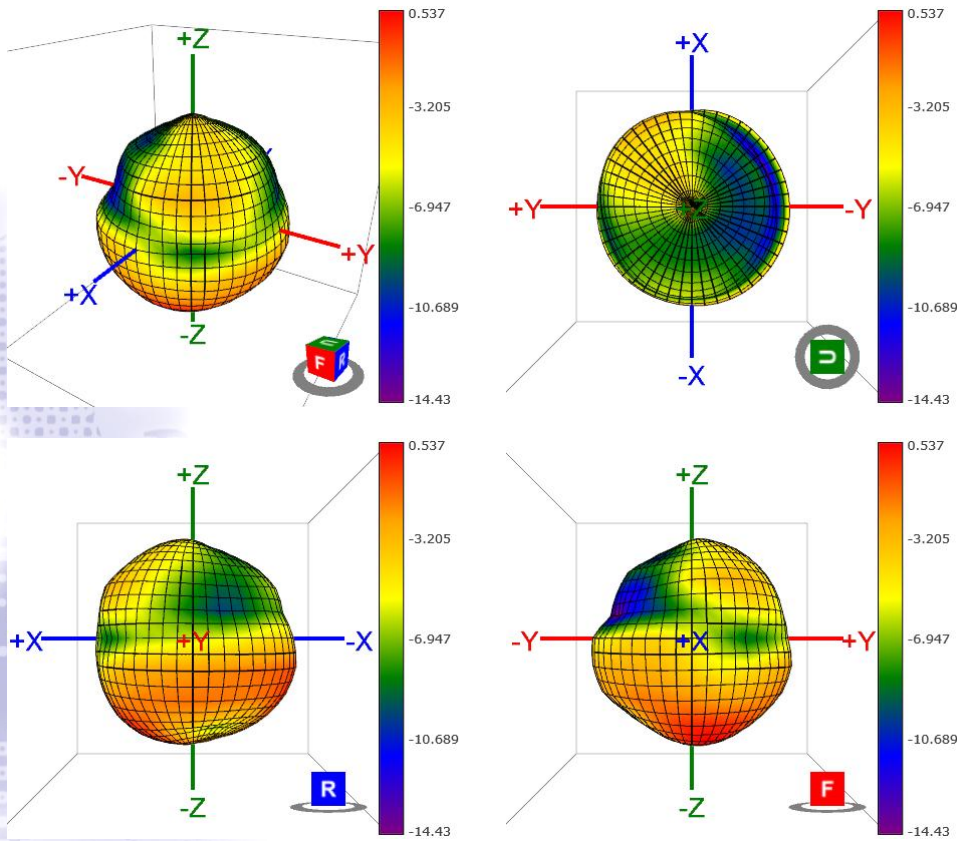 +Z
-Y
+Y
+X
-Z
F
R
0.537
-3.205
-6.947
-10.689
-14.43
+X
+Y
-Y
-X
U
0.537
-3.205
-6.947
-10.689
-14.43
+Z
+X
+Y
-X
-Z
R
0.537
-3.205
-6.947
-10.689
-14.43
+Z
-Y
+X
+Y
-Z
F
0.537
-3.205
-6.947
-10.689
-14.43